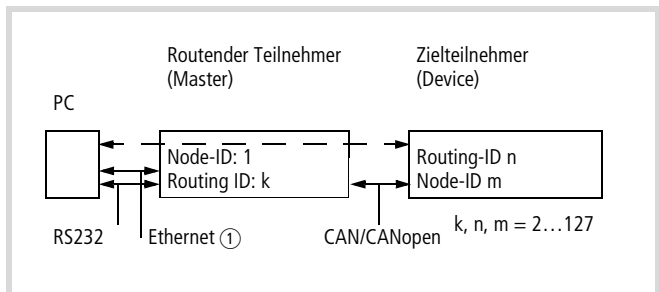 Routender Teilnehmer
(Master)
Zielteilnehmer
(Device)
PC
Node-ID: 1
Routing ID: k
Routing-ID n
Node-ID m
RS232
Ethernet ①
CAN/CANopen
k, n, m = 2…127